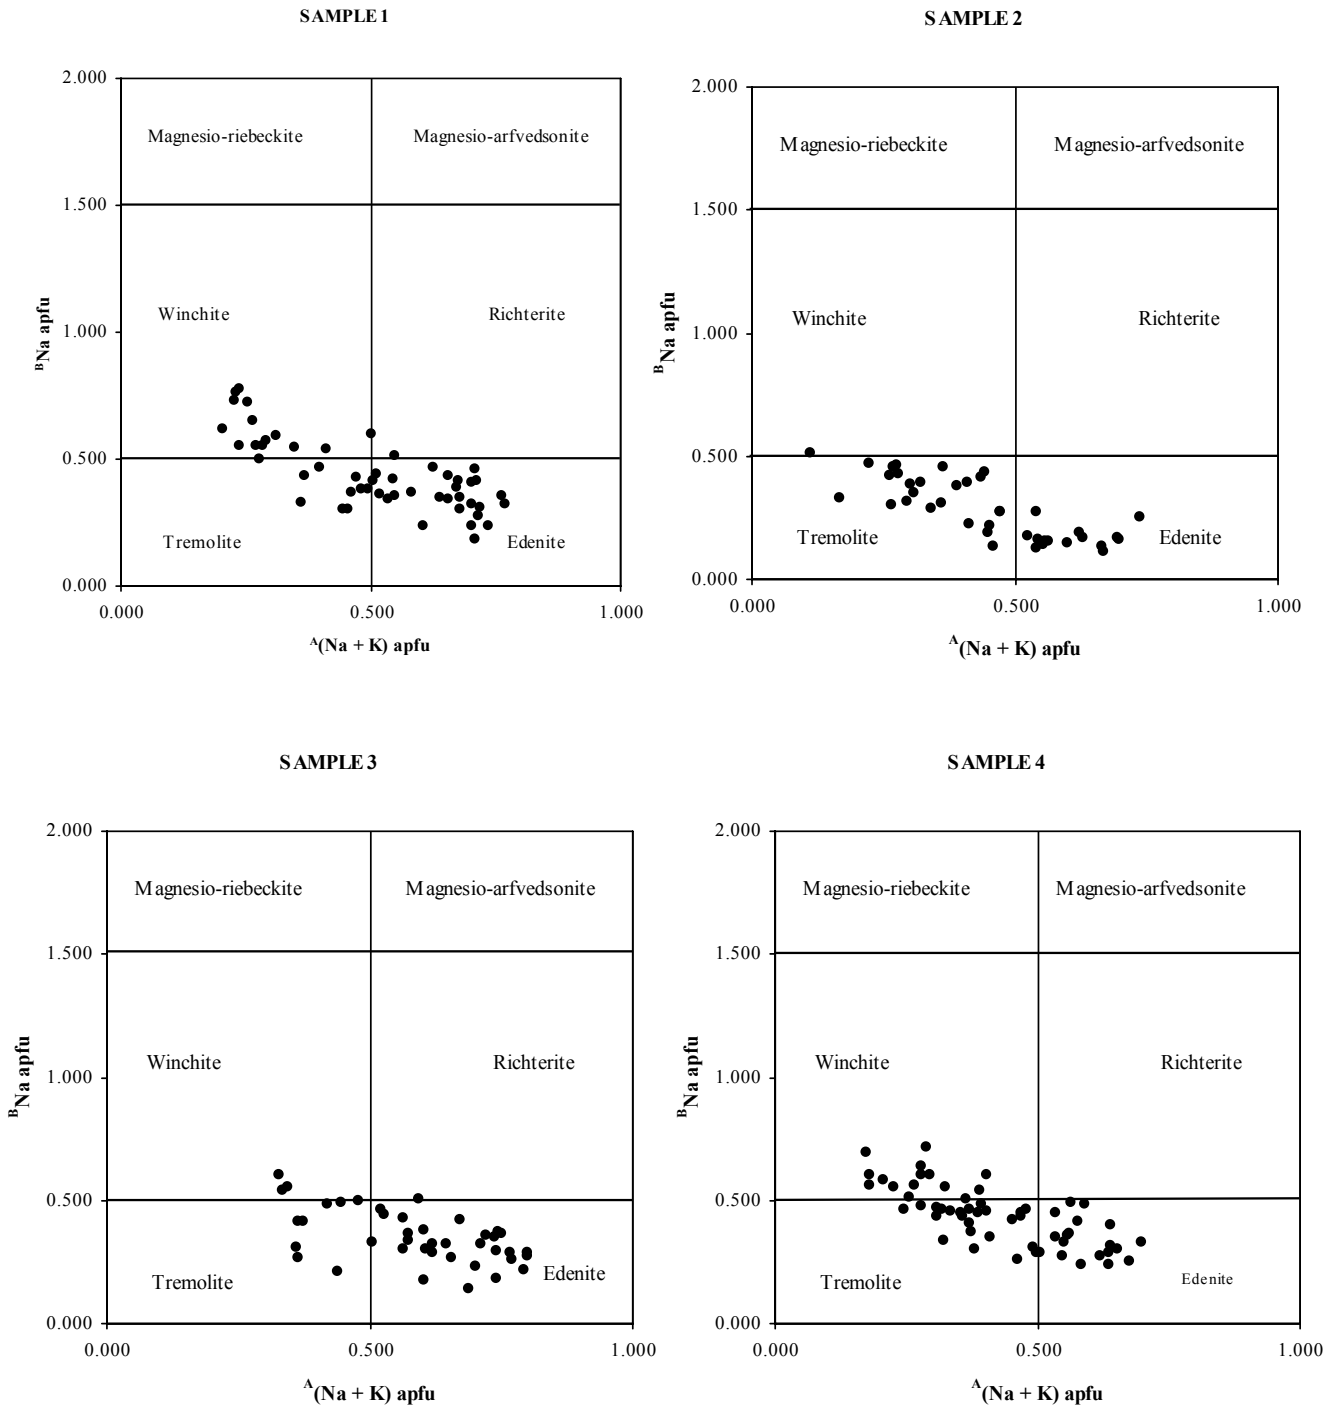 SAMPLE 1
2.000
Magnesio-riebeckite Magnesio-arfvedsonite
1.500
Winchite Richterite
1.000
0.500
Tremolite Edenite
0.000
0.000 0.500 1.000
BNa apfu
A(Na + K) apfu
SAMPLE 2
2.000
Magnesio-riebeckite Magnesio-arfvedsonite
1.500
Winchite Richterite
1.000
0.500
Tremolite Edenite
0.000
0.000 0.500 1.000
BNa apfu
A(Na + K) apfu
SAMPLE 3
2.000
Magnesio-riebeckite Magnesio-arfvedsonite
1.500
Winchite Richterite
1.000
0.500
Tremolite Edenite
0.000
0.000 0.500 1.000
BNa apfu
A(Na + K) apfu
SAMPLE 4
2.000
Magnesio-riebeckite Magnesio-arfvedsonite
1.500
Winchite Richterite
1.000
0.500
Tremolite Edenite
0.000
0.000 0.500 1.000
BNa apfu
A(Na + K) apfu